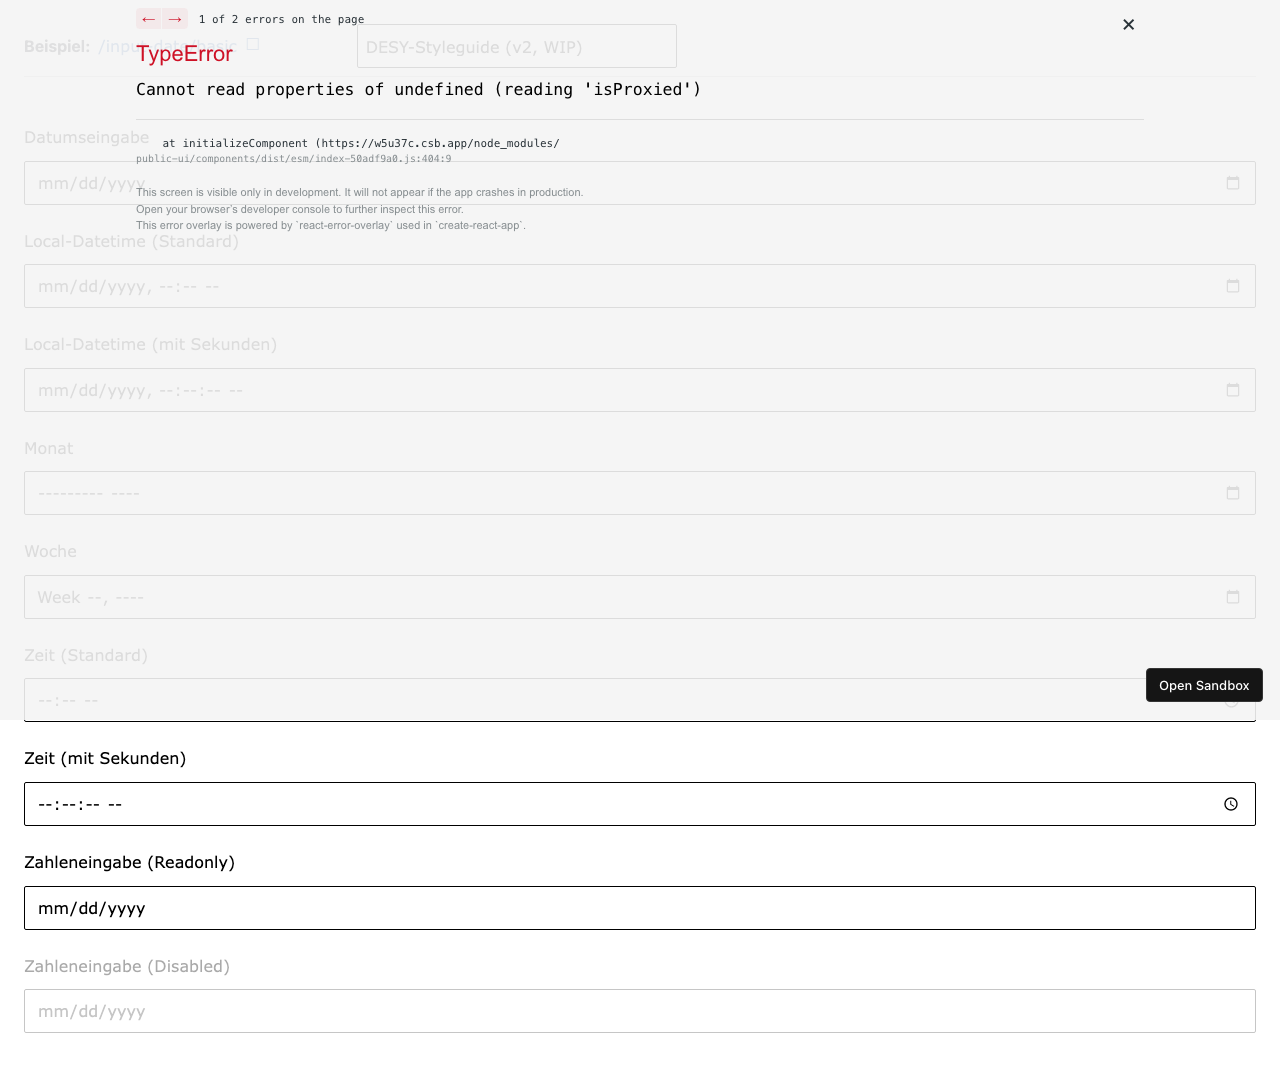 ← → 1 of 2 errors on the page
Beispiel: /input-date/basic
DESY-Styleguide (v2, WIP)
TypeError
Cannot read properties of undefined (reading 'isProxied')
Datumseingabe
at initializeComponent (https://w5u37c.csb.app/node_modules/
public-ui/components/dist/esm/index-50adf9a0.js:404:9
mm/dd/yyyy
This screen is visible only in development. It will not appear if the app crashes in production.
Open your browser’s developer console to further inspect this error.
This error overlay is powered by `react-error-overlay` used in `create-react-app`.
Local-Datetime (Standard)
mm/dd/yyyy, --:-- --
Local-Datetime (mit Sekunden)
mm/dd/yyyy, --:--:-- --
Monat
--------- ----
Woche
Week --, ----
Zeit (Standard)
Open Sandbox
--:-- --
Zeit (mit Sekunden)
--:--:-- --
Zahleneingabe (Readonly)
mm/dd/yyyy
Zahleneingabe (Disabled)
mm/dd/yyyy